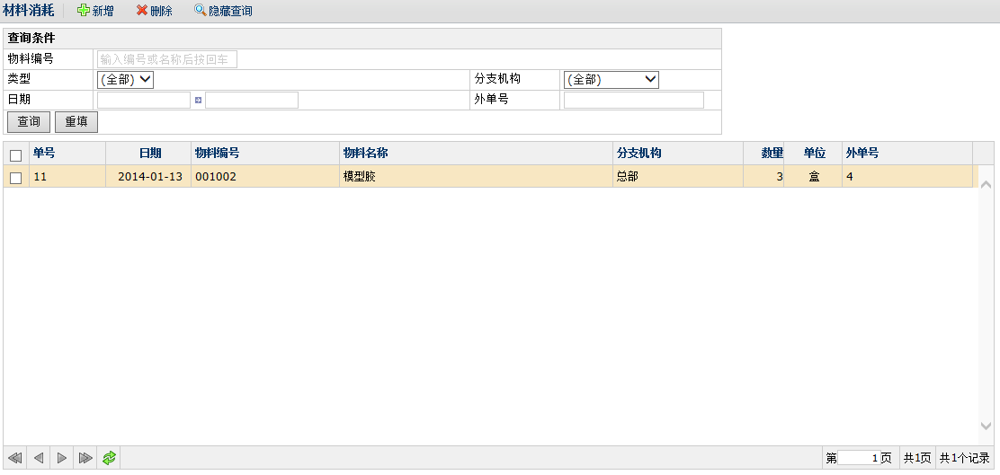 材料消耗 新增 删除 隐藏查询
查询条件
物料编号 输入编号或名称后按回车
类型 (全部) 分支机构 (全部)
日期 外单号
查询 重填
单号 日期 物料编号 物料名称 分支机构 数量 单位 外单号
11 2014-01-13 001002 模型胶 总部 3 盒 4
第 1 页 共1页 共1个记录